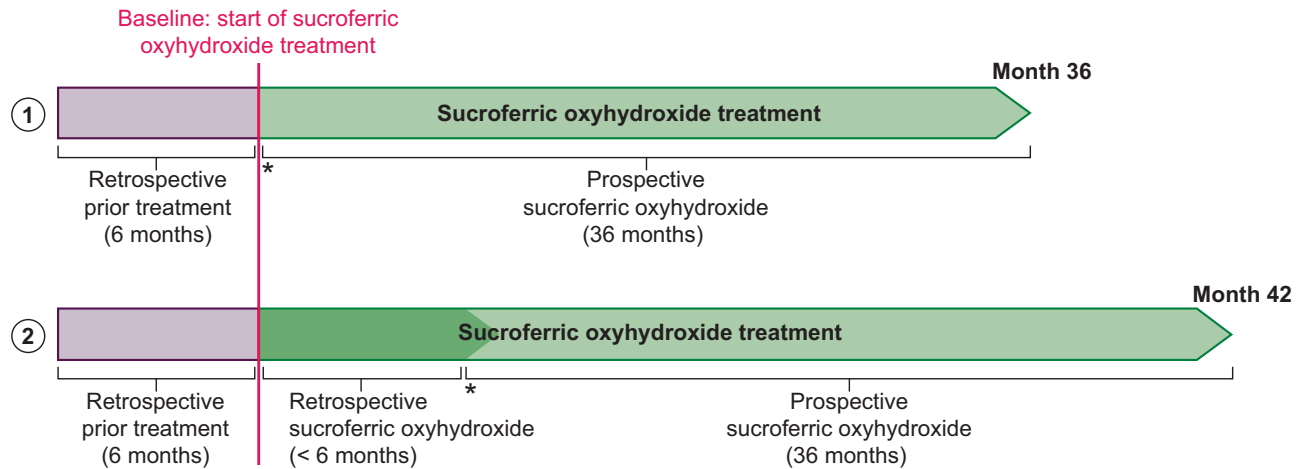 Baseline: start of sucroferric
oxyhydroxide treatment
Month 36
1
Sucroferric oxyhydroxide treatment
*
Retrospective
prior treatment
(6 months)
Prospective
sucroferric oxyhydroxide
(36 months)
Month 42
2
Sucroferric oxyhydroxide treatment
*
Retrospective
prior treatment
(6 months)
Retrospective
sucroferric oxyhydroxide
(< 6 months)
Prospective
sucroferric oxyhydroxide
(36 months)